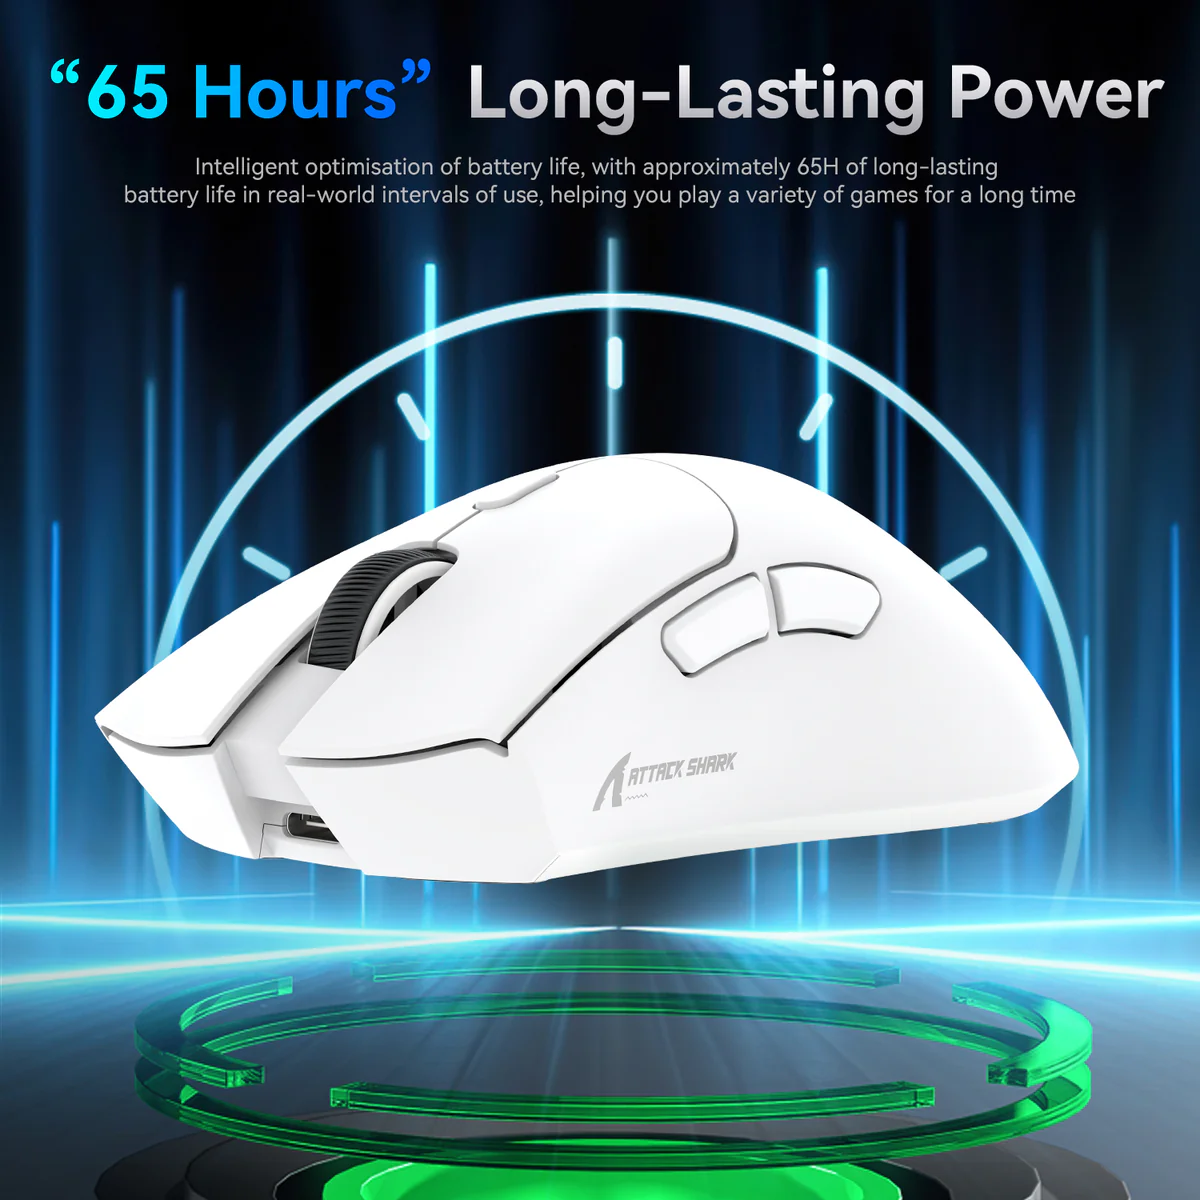 “65 Hours” Long-Lasting Power
Intelligent optimisation of battery life, with approximately 65H of long-lasting
battery life in real-world intervals of use, helping you play a variety of games for a long time
ATTACK SHARK